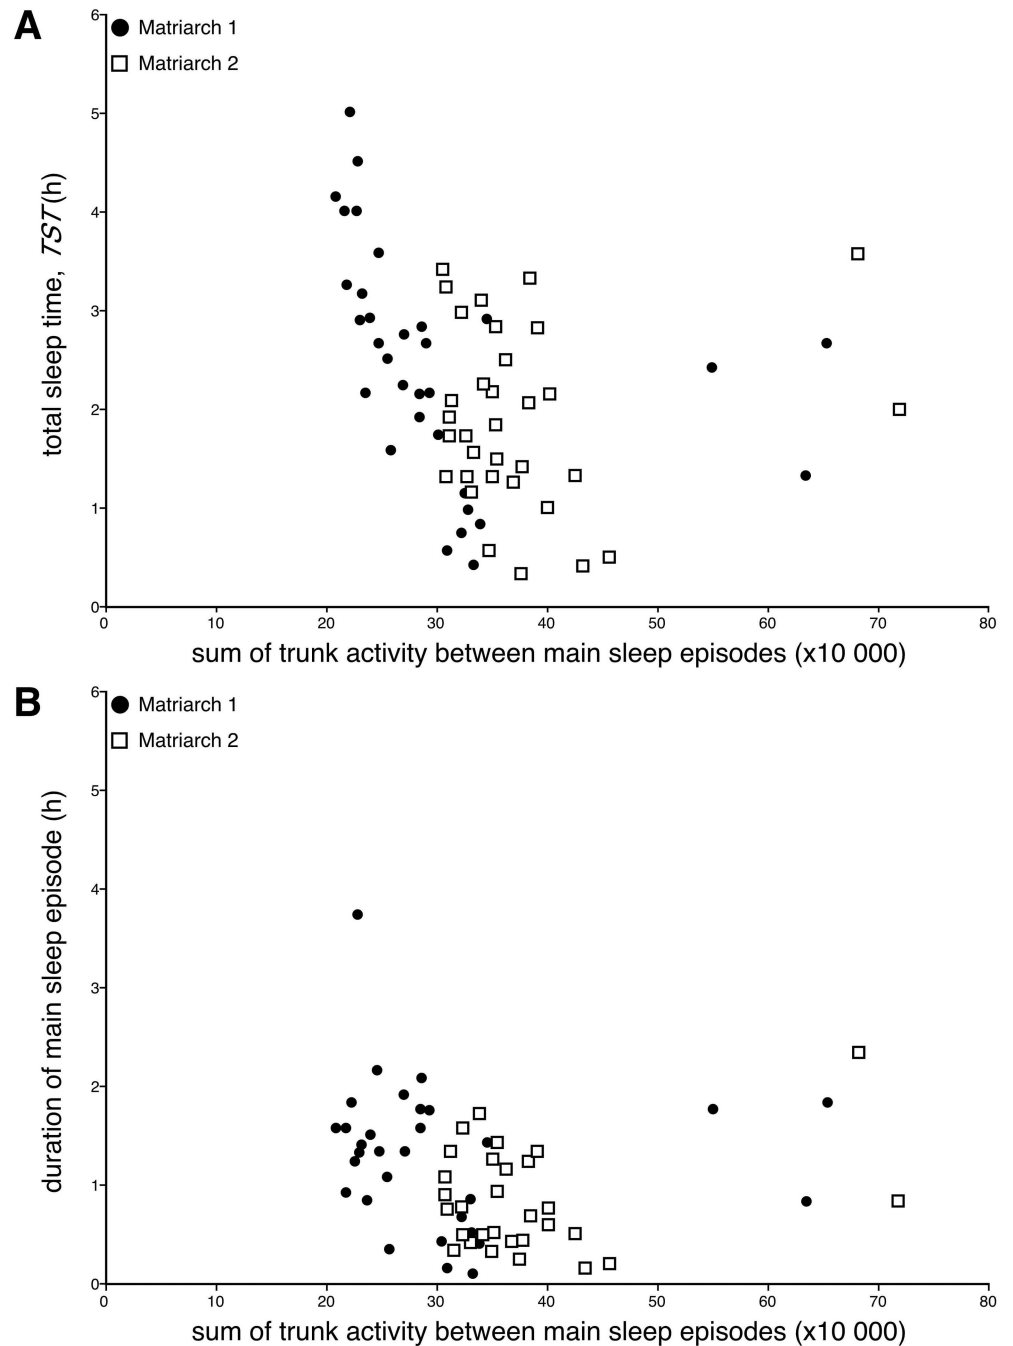 A
Matriarch 1
Matriarch 2
total sleep time, TST (h)
6
5
4
3
2
1
0
0 10 20 30 40 50 60 70 80
sum of trunk activity between main sleep episodes (x10 000)
B
Matriarch 1
Matriarch 2
duration of main sleep episode (h)
6
5
4
3
2
1
0
0 10 20 30 40 50 60 70 80
sum of trunk activity between main sleep episodes (x10 000)